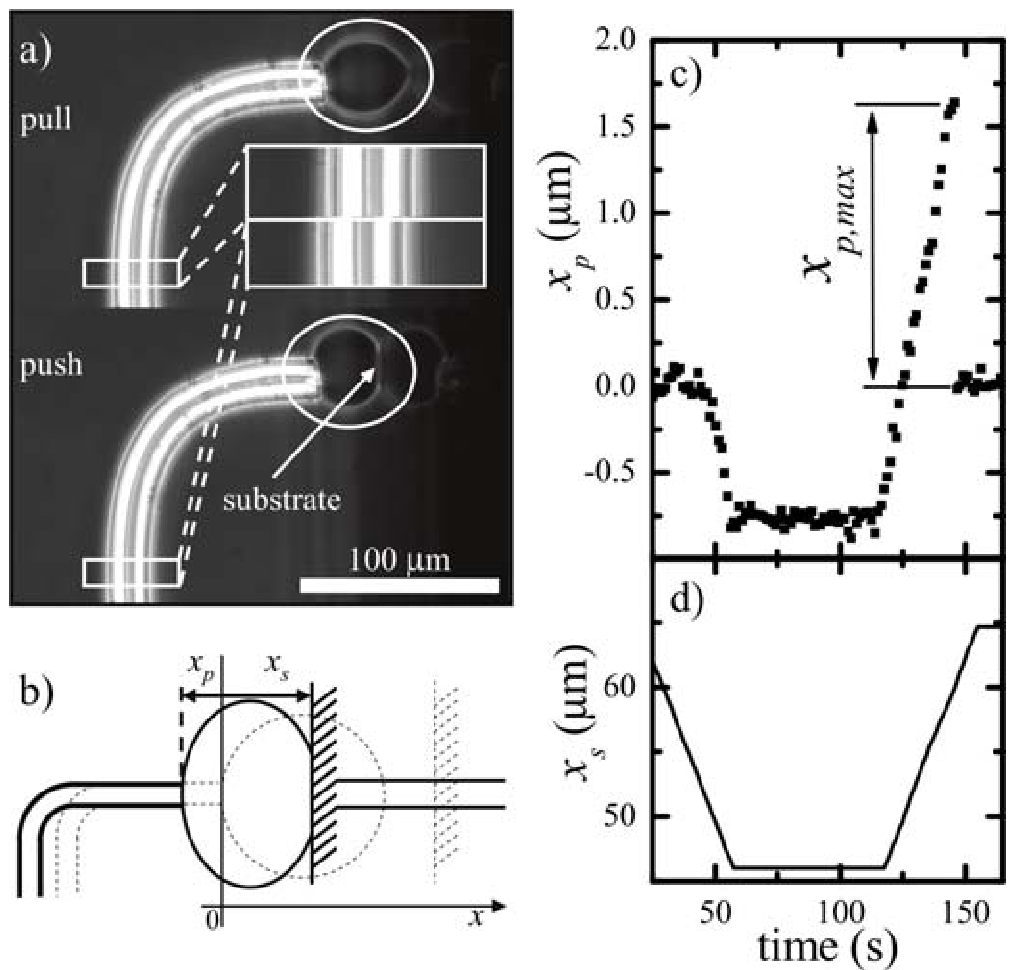 a)
pull
push
substrate
100 μm
b)
x_p
x_s
0
x
c)
2.0
1.5
1.0
0.5
0.0
-0.5
x_p (μm)
x_p,max
d)
60
50
x_s (μm)
50
100
150
time (s)